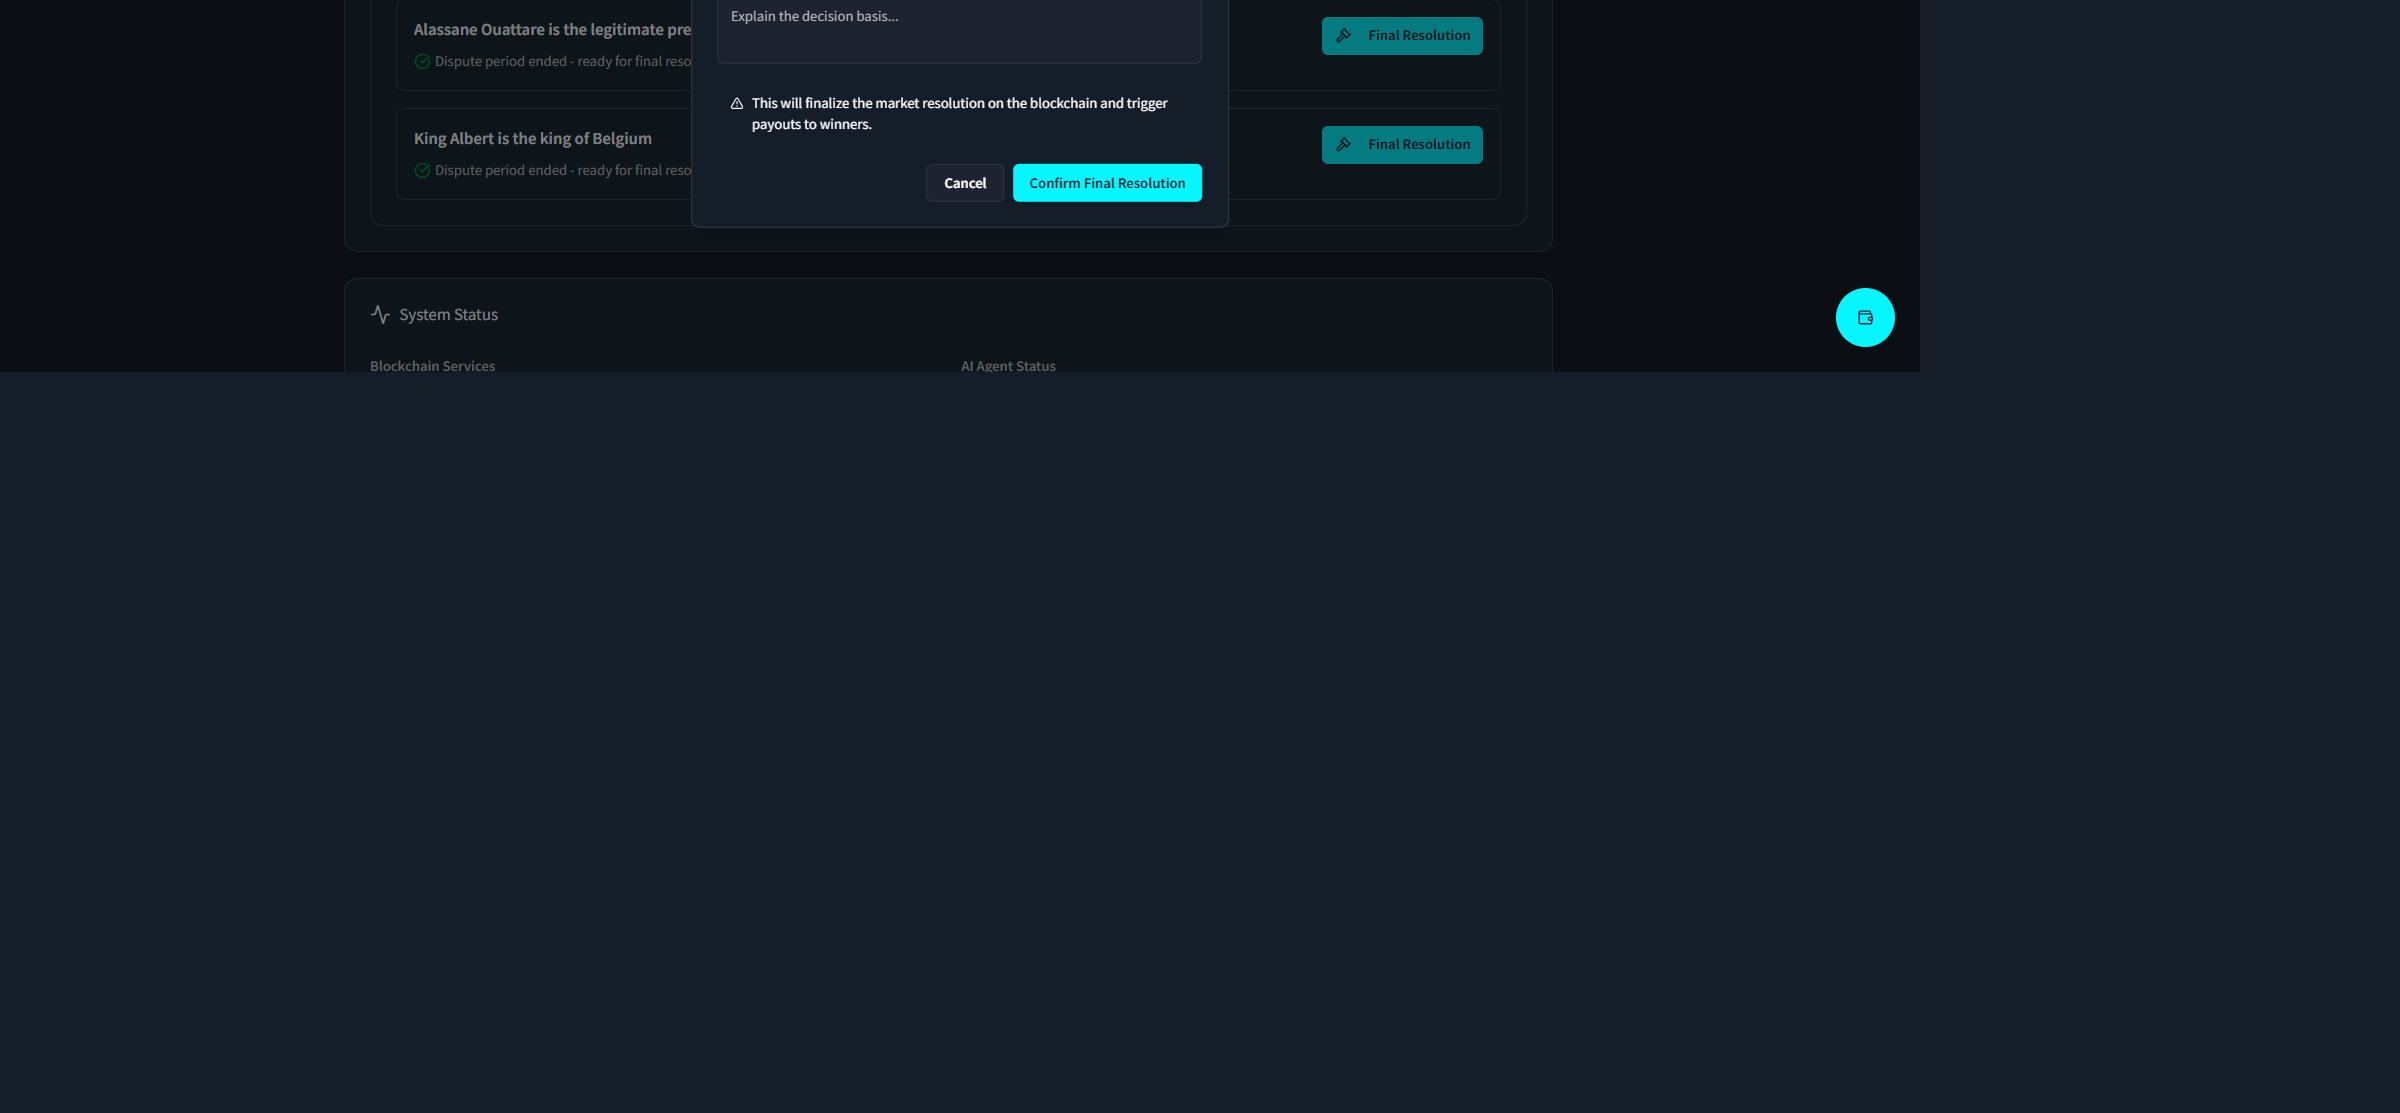 Explain the decision basis...
Alassane Ouattare is the legitimate pre
Final Resolution
Dispute period ended - ready for final reso
This will finalize the market resolution on the blockchain and trigger
payouts to winners.
King Albert is the king of Belgium
Final Resolution
Dispute period ended - ready for final reso
Cancel
Confirm Final Resolution
System Status
Blockchain Services
AI Agent Status